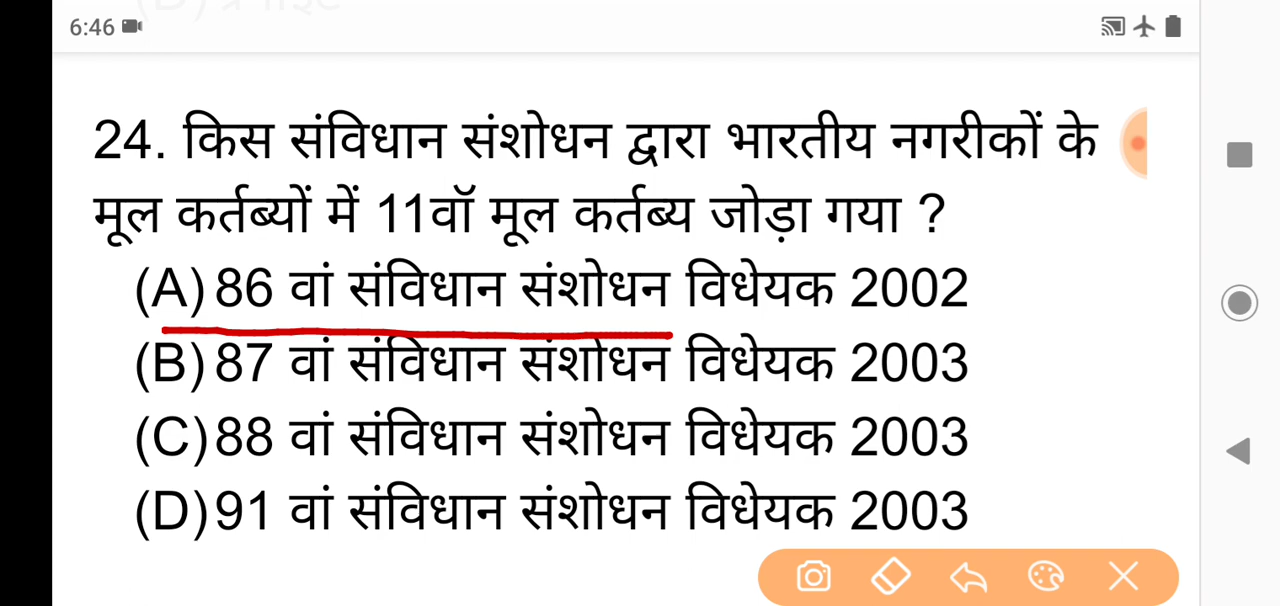 6:46
24. किस संविधान संशोधन द्वारा भारतीय नगरीकों के
मूल कर्तब्यों में 11वॉ मूल कर्तब्य जोड़ा गया ?
(A) 86 वां संविधान संशोधन विधेयक 2002
(B) 87 वां संविधान संशोधन विधेयक 2003
(C) 88 वां संविधान संशोधन विधेयक 2003
(D) 91 वां संविधान संशोधन विधेयक 2003